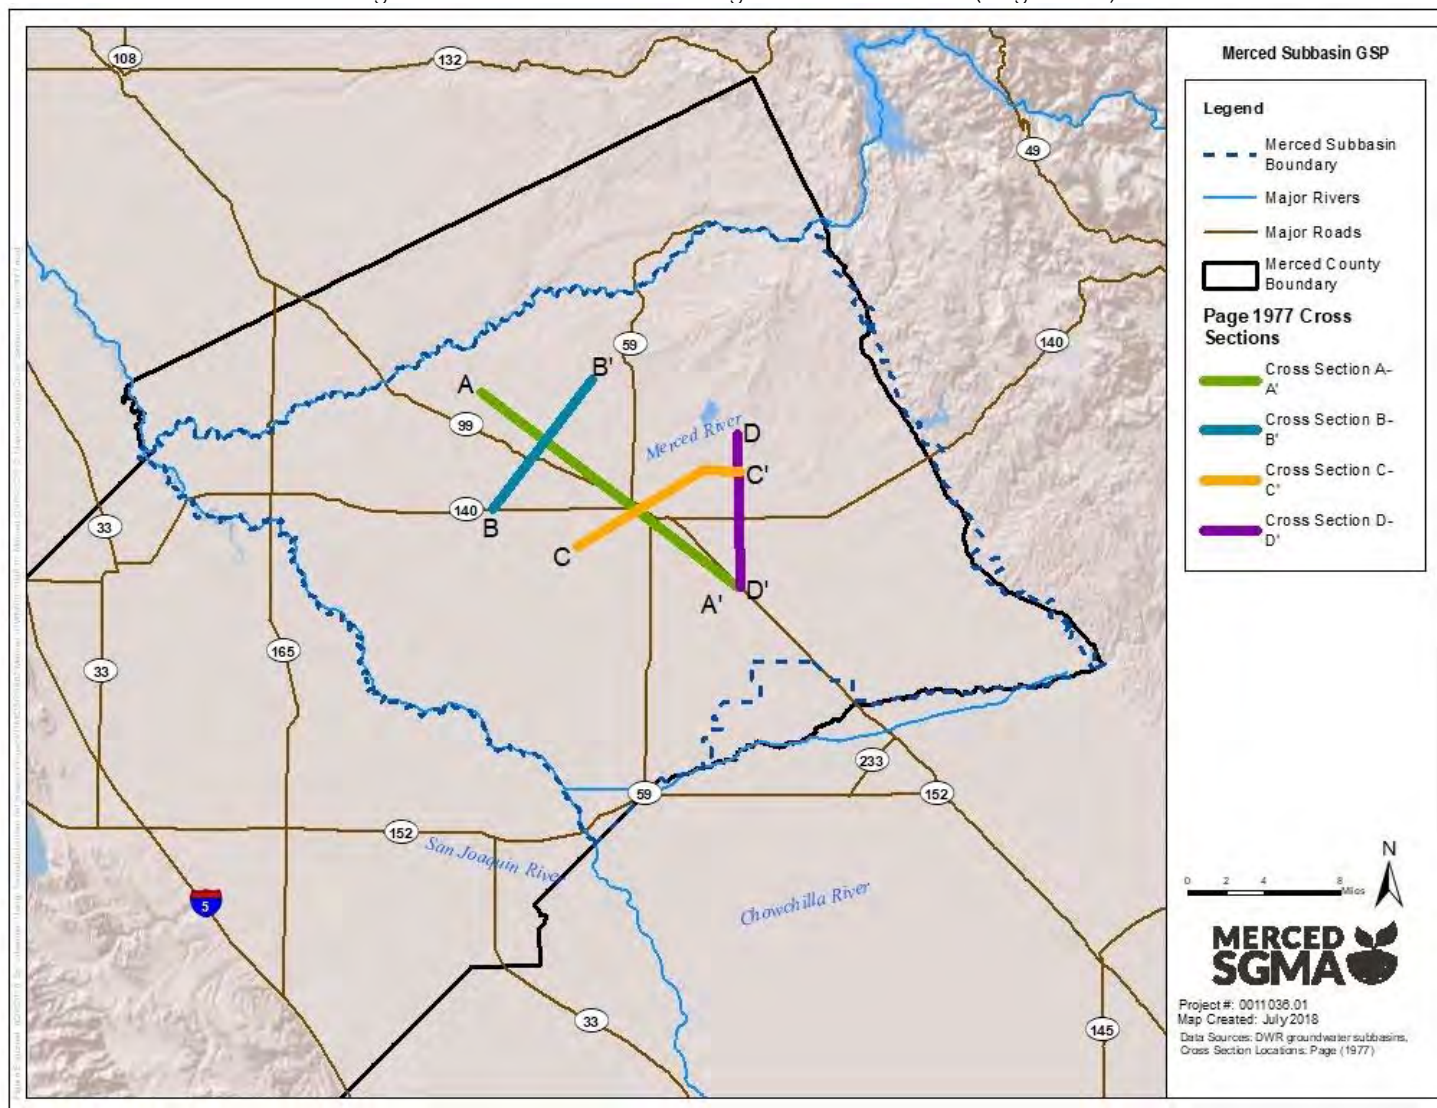 108
132
49
59
140
99
140
33
33
165
233
152
59
152
5
33
145
A
B'
B
C
Merced River
D
C'
A'
D'
San Joaquin River
Chowchilla River
Merced Subbasin GSP
Legend
Merced Subbasin
Boundary
Major Rivers
Major Roads
Merced County
Boundary
Page 1977 Cross
Sections
Cross Section A-
A'
Cross Section B-
B'
Cross Section C-
C'
Cross Section D-
D'
N
0 2 4 8
Miles
MERCED
SGMA
Project #: 0011036.01
Map Created: July 2018
Data Sources: DWR groundwater subbasins,
Cross Section Locations: Page (1977)